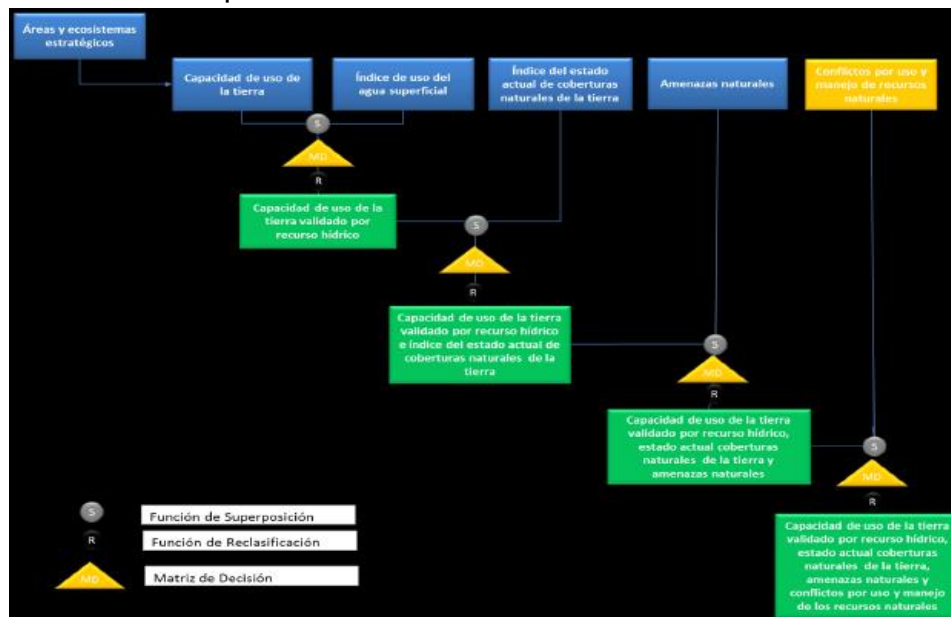 Áreas y ecosistemas
estratégicos
Capacidad de uso de
la tierra
Índice de uso del
agua superficial
Índice del estado
actual de coberturas
naturales de la tierra
Amenazas naturales
Conflictos por uso y
manejo de recursos
naturales
S
MD
R
Capacidad de uso de la
tierra validado por
recurso hídrico
S
MD
R
Capacidad de uso de la tierra
validado por recurso hídrico
e índice del estado actual de
coberturas naturales de la
tierra
S
MD
R
Capacidad de uso de la tierra
validado por recurso hídrico,
estado actual coberturas
naturales de la tierra y
amenazas naturales
S
MD
R
Capacidad de uso de la tierra
validado por recurso hídrico,
estado actual coberturas
naturales de la tierra,
amenazas naturales y
conflictos por uso y manejo
de los recursos naturales
S Función de Superposición
R Función de Reclasificación
MD Matriz de Decisión